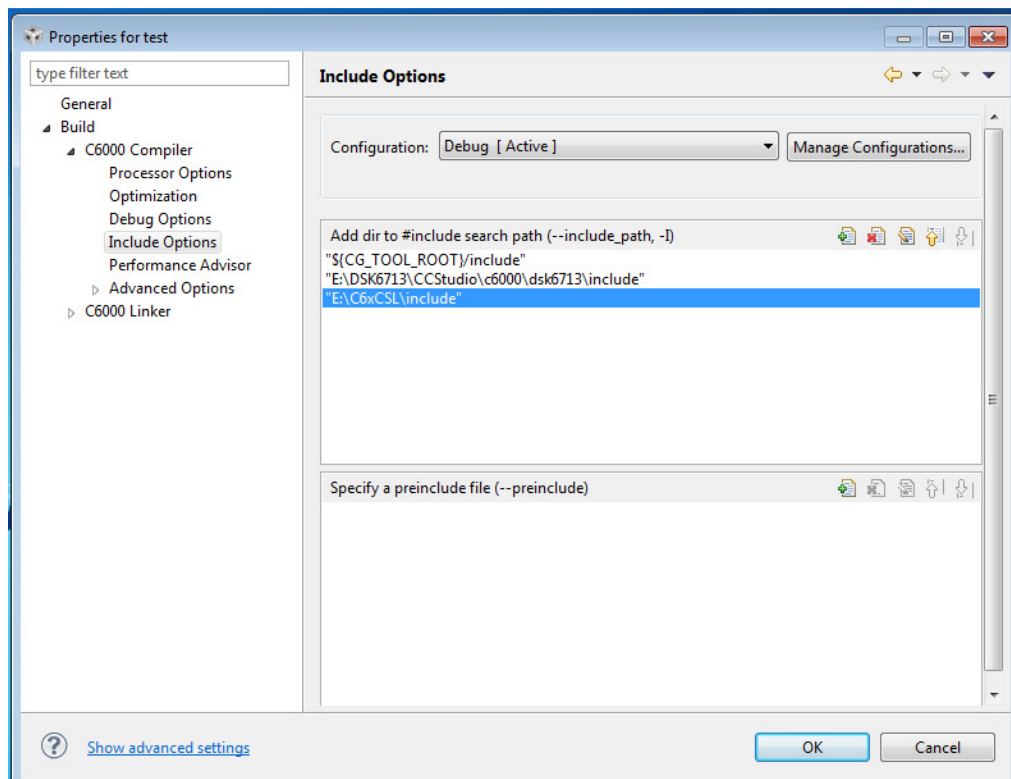 Properties for test
type filter text
General
Build
C6000 Compiler
Processor Options
Optimization
Debug Options
Include Options
Performance Advisor
Advanced Options
C6000 Linker
Include Options
Configuration: Debug [ Active ] Manage Configurations...
Add dir to #include search path (--include_path, -I)
"${CG_TOOL_ROOT}/include"
"E:\DSK6713\CCStudio\c6000\dsk6713\include"
"E:\C6xCSL\include"
Specify a preinclude file (--preinclude)
Show advanced settings
OK Cancel